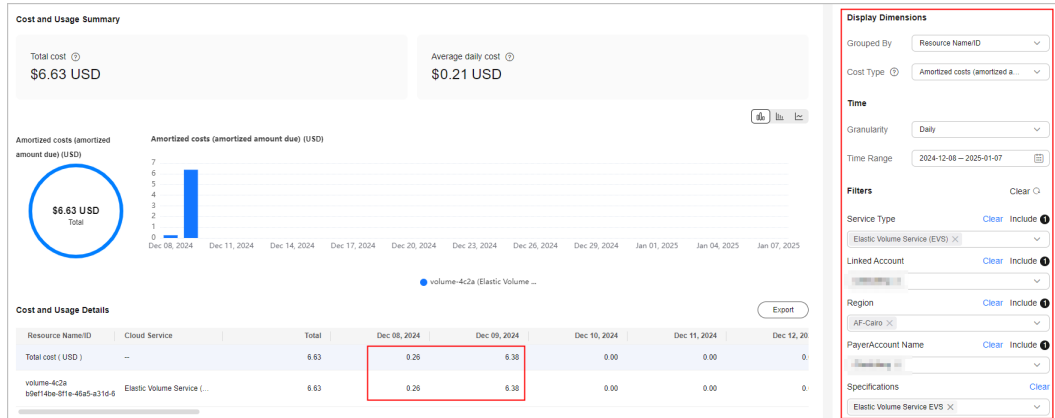 Cost and Usage Summary
Total cost
$6.63 USD
Average daily cost
$0.21 USD
Amortized costs (amortized
amount due) (USD)
$6.63 USD
Total
Amortized costs (amortized amount due) (USD)
7
6
5
4
3
2
1
0
Dec 08, 2024 Dec 11, 2024 Dec 14, 2024 Dec 17, 2024 Dec 20, 2024 Dec 23, 2024 Dec 26, 2024 Dec 29, 2024 Jan 01, 2025 Jan 04, 2025 Jan 07, 2025
volume-4c2a (Elastic Volume ...
Cost and Usage Details
Export
Resource Name/ID Cloud Service Total Dec 08, 2024 Dec 09, 2024 Dec 10, 2024 Dec 11, 2024 Dec 12, 20
Total cost ( USD ) -- 6.63 0.26 6.38 0.00 0.00 0.
volume-4c2a
b9ef14be-8f1e-46a5-a31d-6 Elastic Volume Service (... 6.63 0.26 6.38 0.00 0.00 0.
Display Dimensions
Grouped By Resource Name/ID
Cost Type Amortized costs (amortized a...
Time
Granularity Daily
Time Range 2024-12-08 – 2025-01-07
Filters Clear
Service Type Clear Include 1
Elastic Volume Service (EVS)
Linked Account Clear Include 1
Region Clear Include 1
AF-Cairo
PayerAccount Name Clear Include 1
Specifications Clear
Elastic Volume Service EVS